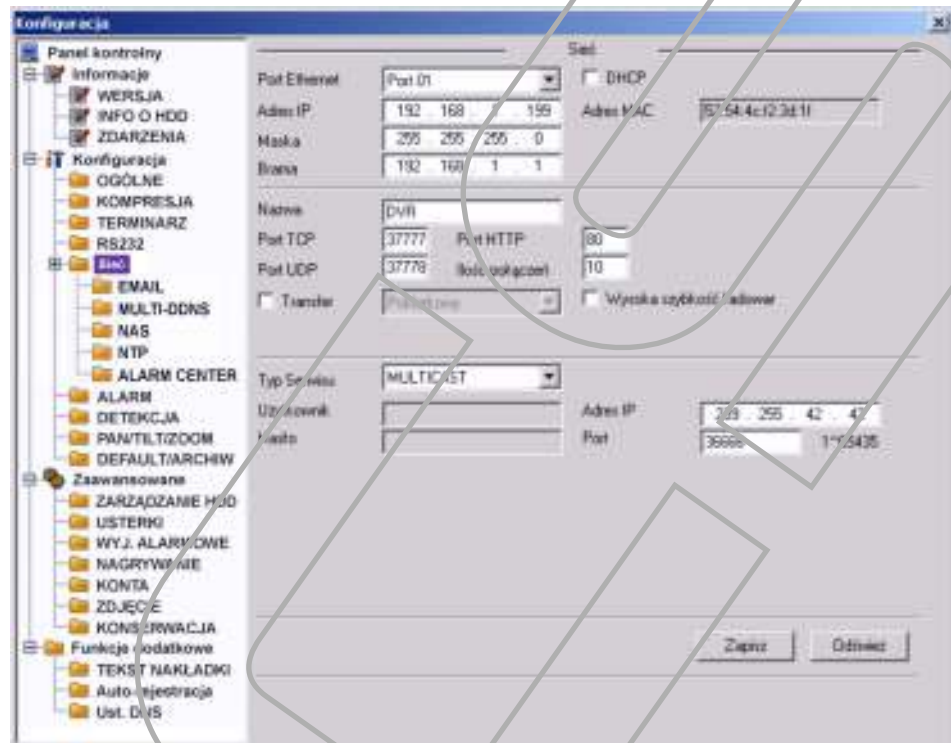 Konfiguracja
Panel kontrolny
Informacje
WERSJA
INFO O HDD
ZDARZENIA
Konfiguracja
OGÓLNE
KOMPRESJA
TERMINARZ
RS232
Sieć
EMAIL
MULTI-DDNS
NAS
NTP
ALARM CENTER
ALARM
DETEKCJA
PAN/TILT/ZOOM
DEFAULT/ARCHIW
Zaawansowane
ZARZĄDZANIE HDD
USTERKI
WYJ. ALARMOWE
NAGRYWANIE
KONTA
ZDJĘCIE
KONSERWACJA
Funkcje dodatkowe
TEKST NAKŁADKI
Auto-rejestracja
Ust. DNS
Sieć
Port Ethernet Port 01 DHCP
Adres IP 192 . 168 . 199 Adres MAC
Maska 255 . 255 . 255 . 0
Brama 192 . 168 . 1 . 1
Nazwa DVR
Port TCP 37777 Port HTTP 80
Port UDP 37778 Ilość połączeń 10
Transfer Wysoka szybkość ładowar
Typ Serwisu MULTICAST
Użytkownik Adres IP 255 . 42
Hasło Port 36666
Zapisz Odśwież